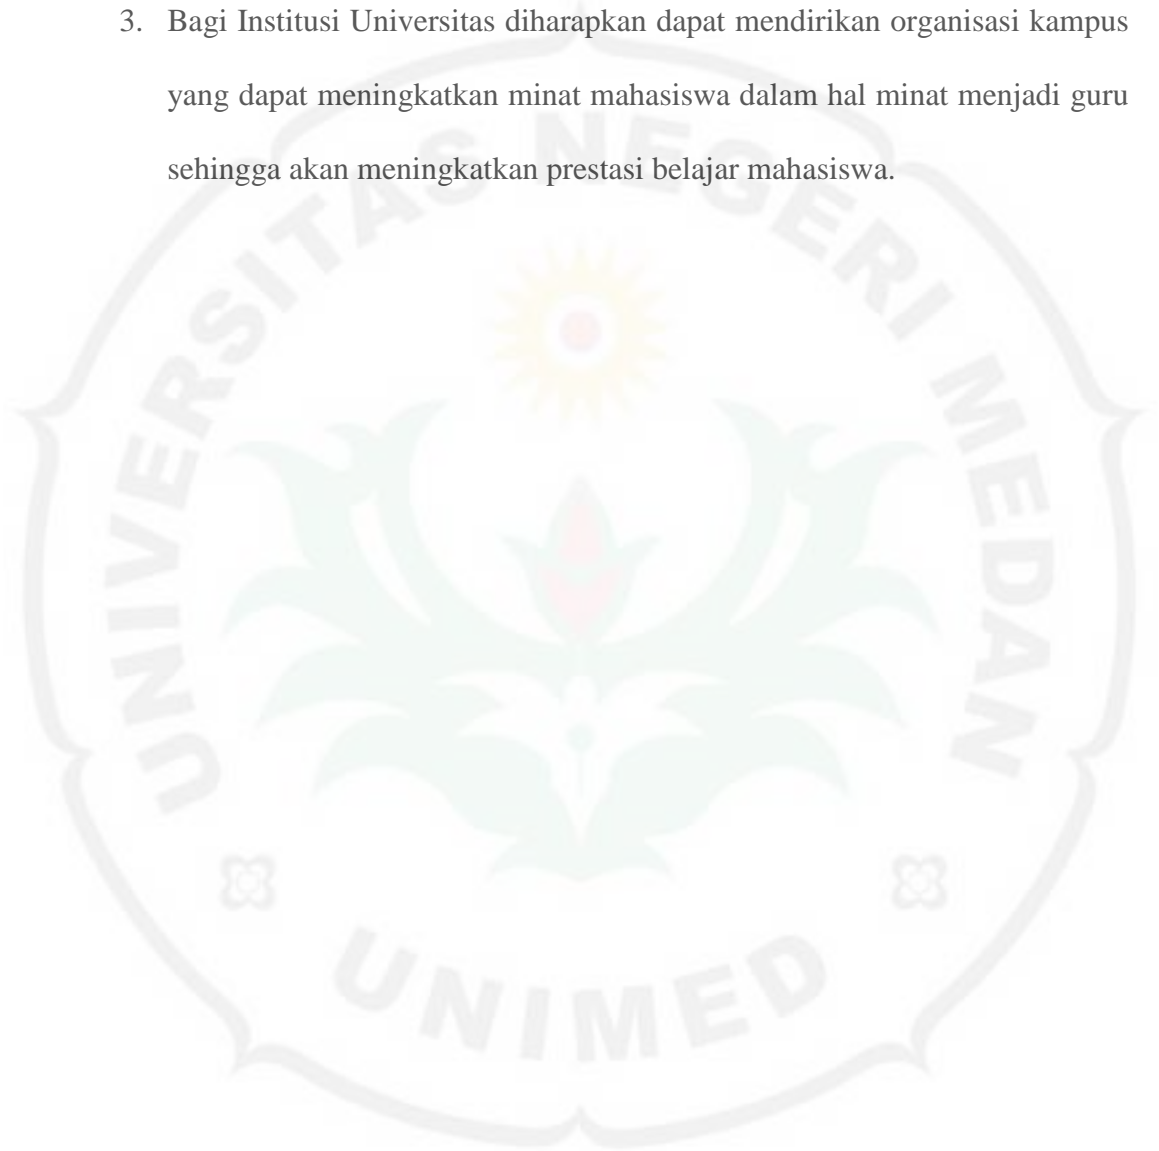 3. Bagi Institusi Universitas diharapkan dapat mendirikan organisasi kampus
yang dapat meningkatkan minat mahasiswa dalam hal minat menjadi guru
sehingga akan meningkatkan prestasi belajar mahasiswa.
UNIVERSITAS NEGERI MEDAN
UNIMED